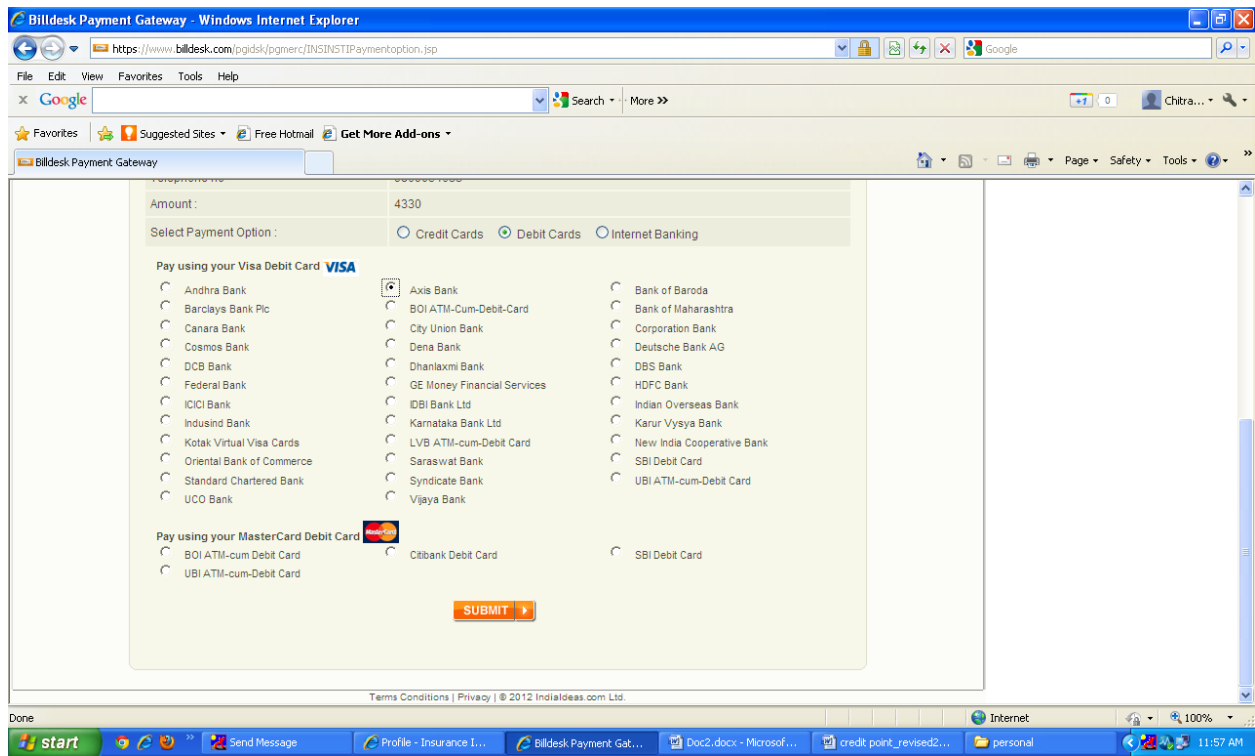 Billdesk Payment Gateway - Windows Internet Explorer
https://www.billdesk.com/pgidsk/pgmerc/INSINSTIPaymentoption.jsp
Google
File Edit View Favorites Tools Help
x Google Search More »
+1 0 Chitra...
Favorites Suggested Sites Free Hotmail Get More Add-ons
Billdesk Payment Gateway
Page Safety Tools »
Amount : 4330
Select Payment Option : Credit Cards Debit Cards Internet Banking
Pay using your Visa Debit Card VISA
Andhra Bank Axis Bank Bank of Baroda
Barclays Bank Plc BOI ATM-Cum-Debit-Card Bank of Maharashtra
Canara Bank City Union Bank Corporation Bank
Cosmos Bank Dena Bank Deutsche Bank AG
DCB Bank Dhanlaxmi Bank DBS Bank
Federal Bank GE Money Financial Services HDFC Bank
ICICI Bank IDBI Bank Ltd Indian Overseas Bank
Indusind Bank Karnataka Bank Ltd Karur Vysya Bank
Kotak Virtual Visa Cards LVB ATM-cum-Debit Card New India Cooperative Bank
Oriental Bank of Commerce Saraswat Bank SBI Debit Card
Standard Chartered Bank Syndicate Bank UBI ATM-cum-Debit Card
UCO Bank Vijaya Bank
Pay using your MasterCard Debit Card MasterCard
BOI ATM-cum Debit Card Citibank Debit Card SBI Debit Card
UBI ATM-cum-Debit Card
SUBMIT
Terms Conditions | Privacy | © 2012 IndiaIdeas.com Ltd.
Done Internet 100%
start » Send Message Profile - Insurance I... Billdesk Payment Gat... Doc2.docx - Microsof... credit point_revised2... personal 11:57 AM